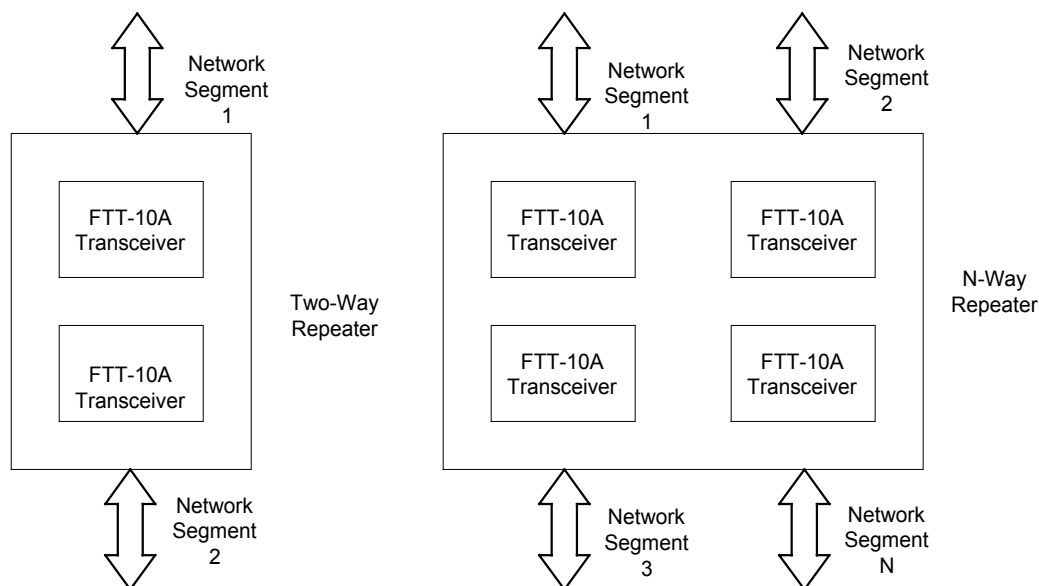 Network
Segment
1
FTT-10A
Transceiver
FTT-10A
Transceiver
Network
Segment
2
Two-Way
Repeater
Network
Segment
1
Network
Segment
2
FTT-10A
Transceiver
FTT-10A
Transceiver
FTT-10A
Transceiver
FTT-10A
Transceiver
Network
Segment
3
Network
Segment
N
N-Way
Repeater